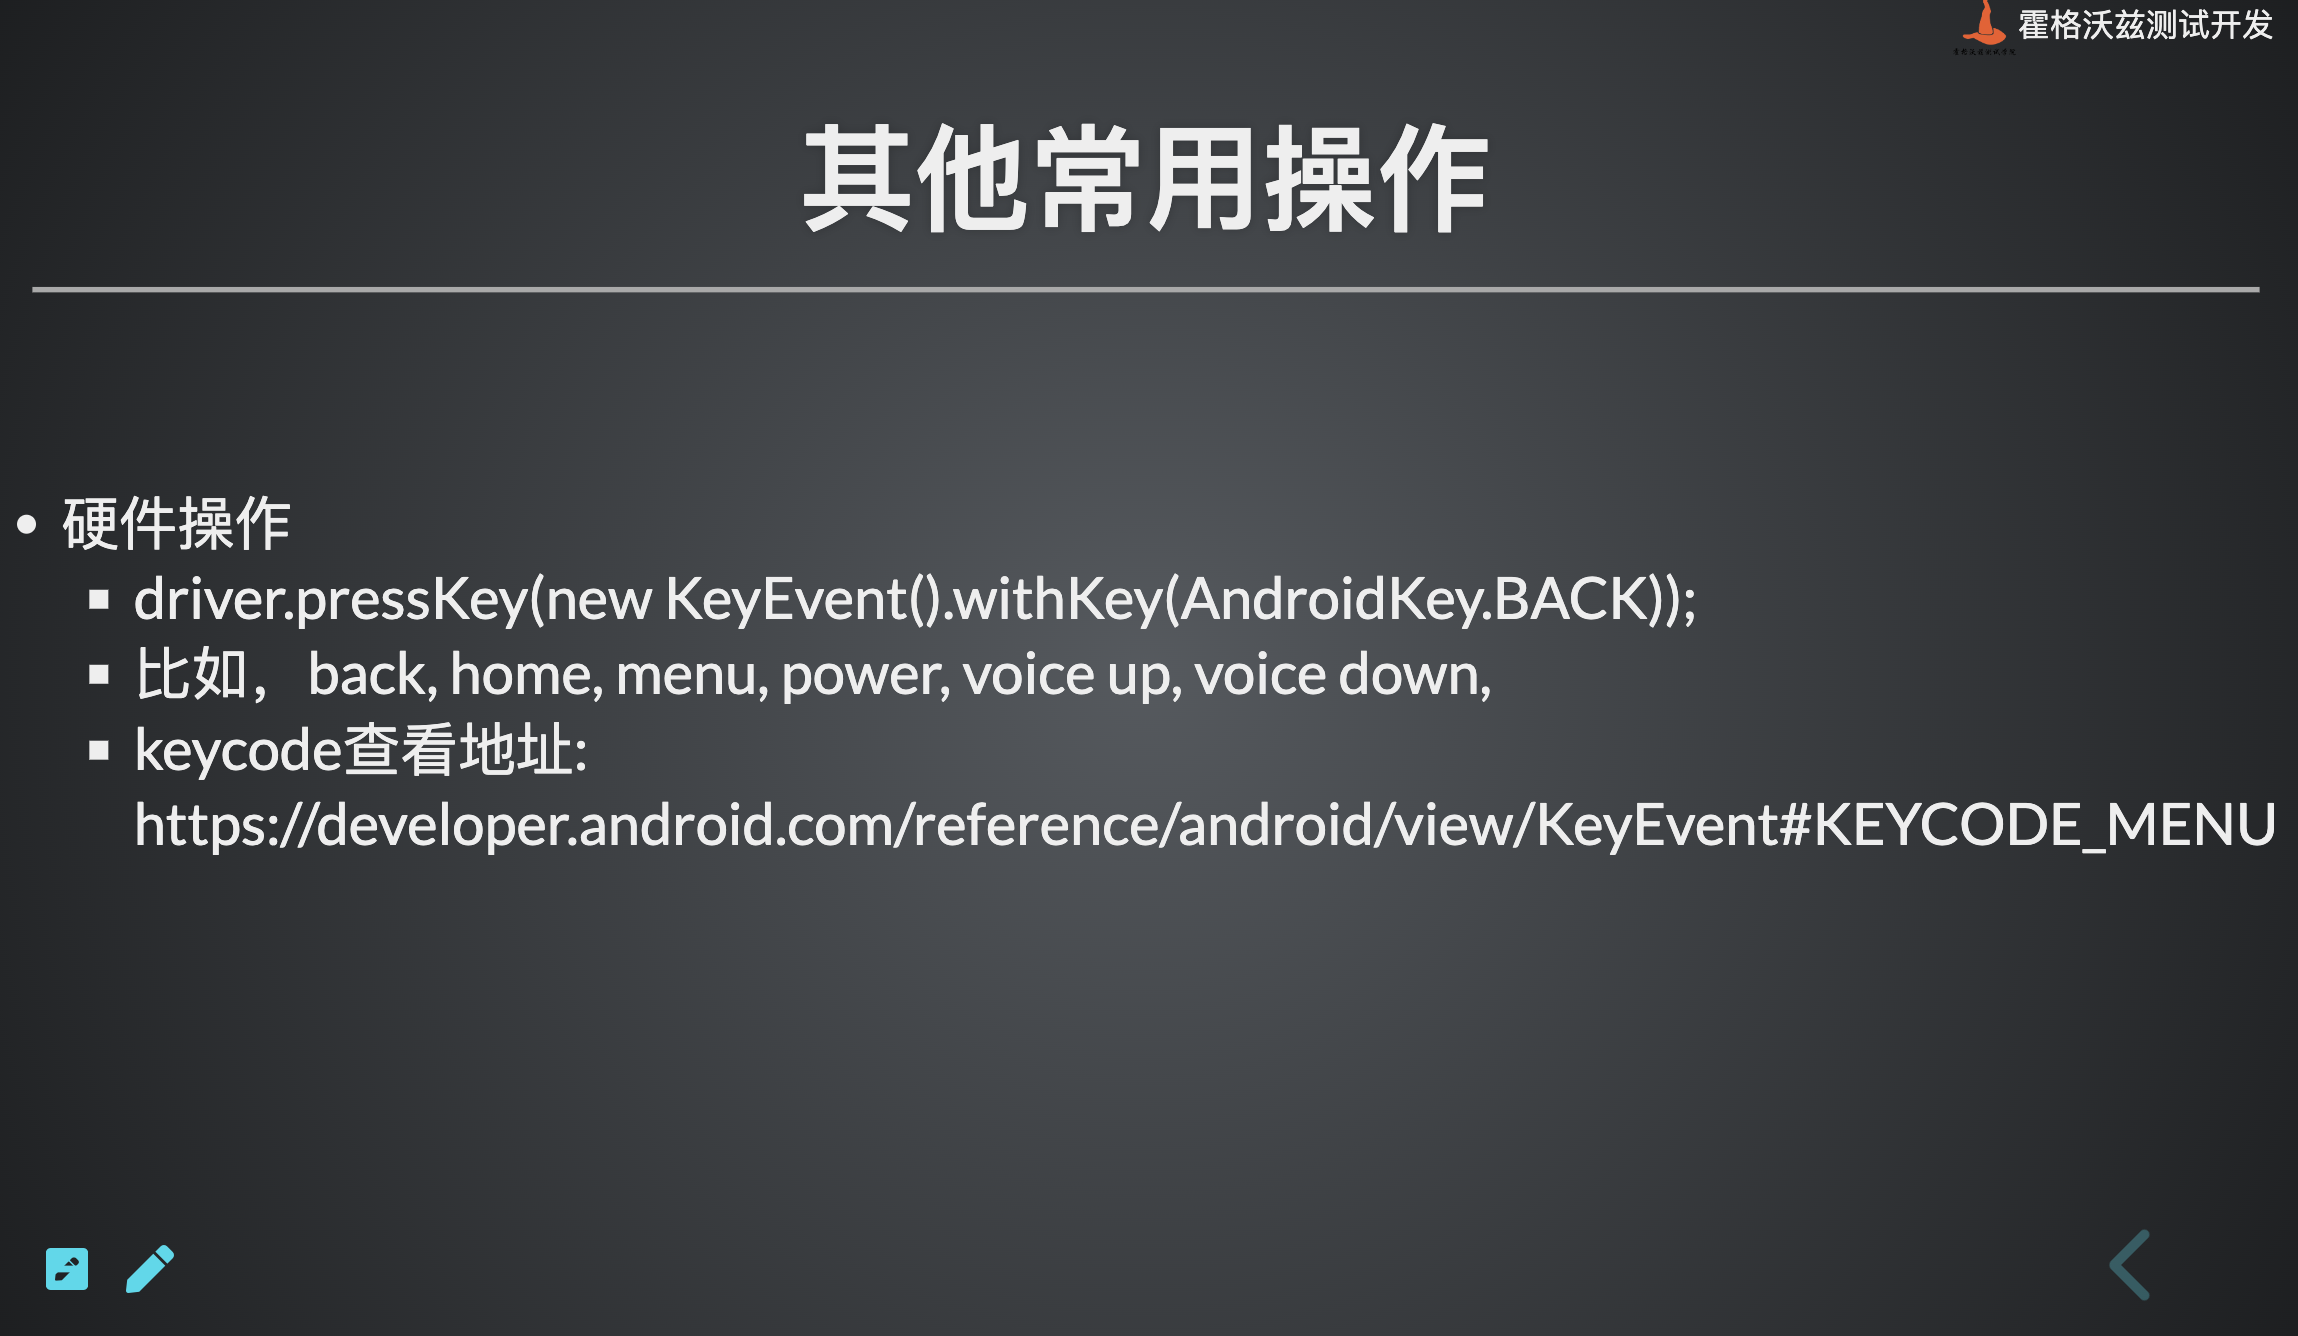 霍格沃兹测试开发
其他常用操作
硬件操作
driver.pressKey(new KeyEvent().withKey(AndroidKey.BACK));
比如， back, home, menu, power, voice up, voice down,
keycode查看地址:
https://developer.android.com/reference/android/view/KeyEvent#KEYCODE_MENU